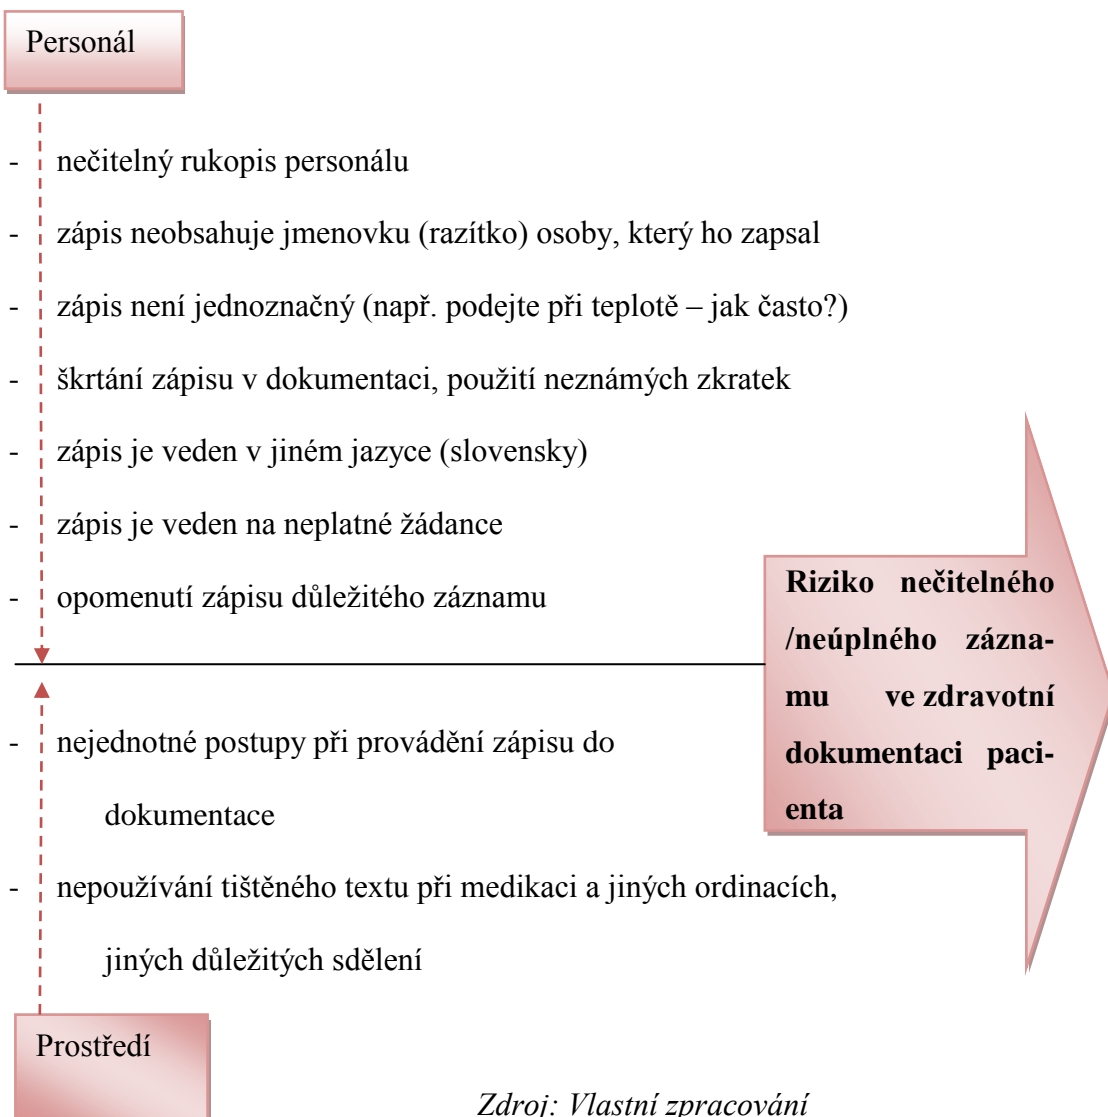 Personál
- nečitelný rukopis personálu
- zápis neobsahuje jmenovku (razítko) osoby, který ho zapsal
- zápis není jednoznačný (např. podejte při teplotě – jak často?)
- škrtání zápisu v dokumentaci, použití neznámých zkratek
- zápis je veden v jiném jazyce (slovensky)
- zápis je veden na neplatné žádance
- opomenutí zápisu důležitého záznamu
Riziko nečitelného
/neúplného zázna-
mu ve zdravotní
dokumentaci paci-
enta
- nejednotné postupy při provádění zápisu do
dokumentace
- nepoužívání tištěného textu při medikaci a jiných ordinacích,
jiných důležitých sdělení
Prostředí
Zdroj: Vlastní zpracování